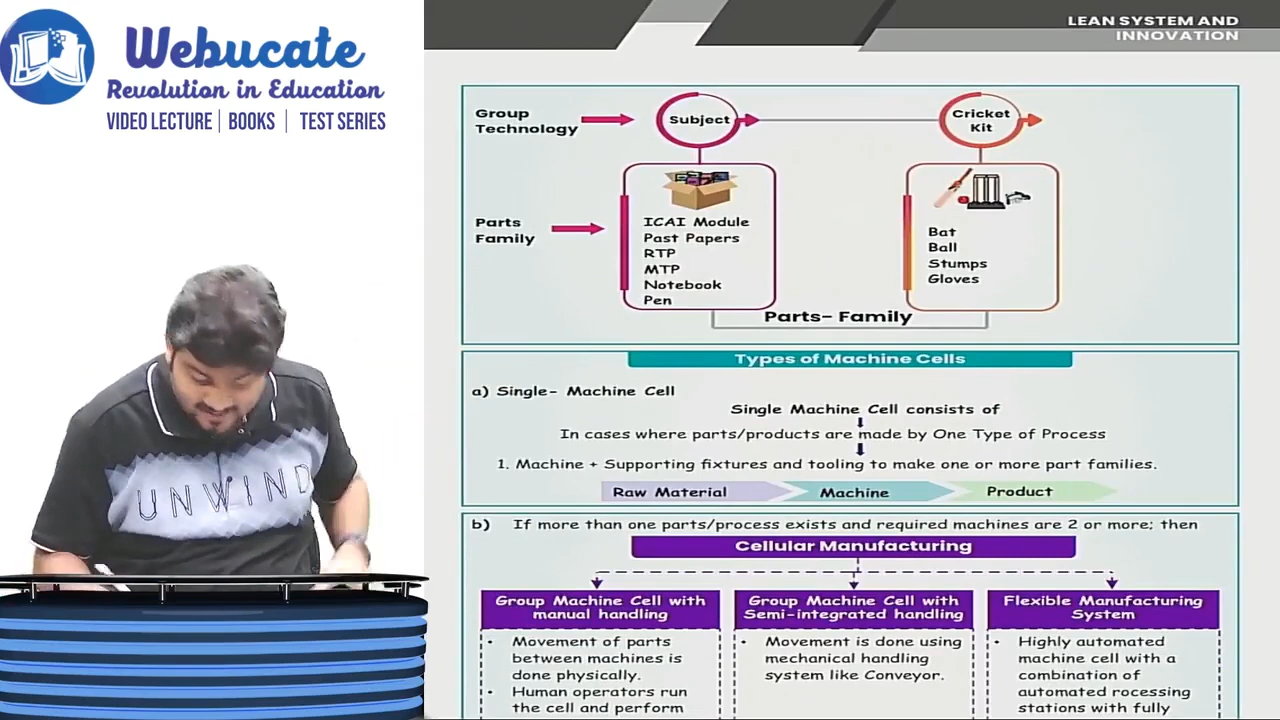 Webucate
Revolution in Education
VIDEO LECTURE | BOOKS | TEST SERIES
UNWIND
LEAN SYSTEM AND
INNOVATION
Group
Technology
Subject
Cricket
Kit
Parts
Family
ICAI Module
Past Papers
RTP
MTP
Notebook
Pen
Bat
Ball
Stumps
Gloves
Parts- Family
Types of Machine Cells
a) Single- Machine Cell
Single Machine Cell consists of
In cases where parts/products are made by One Type of Process
1. Machine + Supporting fixtures and tooling to make one or more part families.
Raw Material
Machine
Product
b) If more than one parts/process exists and required machines are 2 or more; then
Cellular Manufacturing
Group Machine Cell with
manual handling
• Movement of parts
between machines is
done physically.
• Human operators run
the cell and perform
Group Machine Cell with
Semi-integrated handling
• Movement is done using
mechanical handling
system like Conveyor.
Flexible Manufacturing
System
• Highly automated
machine cell with a
combination of
automated rocessing
stations with fully